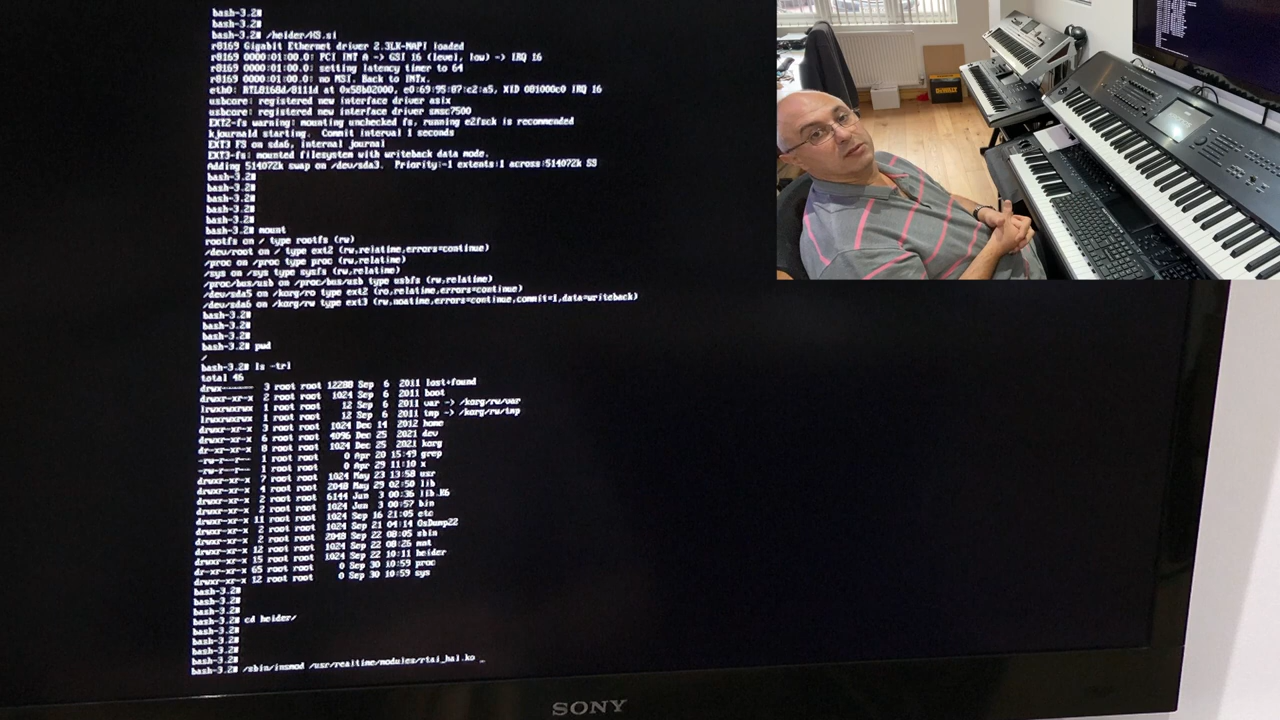 bash-3.2#
bash-3.2#
bash-3.2# /heider/KS.si
r8169 Gigabit Ethernet driver 2.3LK-NAPI loaded
r8169 0000:01:00.0: PCI INT A -> GSI 16 (level, low) -> IRQ 16
r8169 0000:01:00.0: setting latency timer to 64
r8169 0000:01:00.0: no MSI. Back to INTx.
eth0: RTL8168d/8111d at 0x58b02000, e0:69:95:87:c2:a5, XID 081000c0 IRQ 16
usbcore: registered new interface driver asix
usbcore: registered new interface driver smsc7500
EXT2-fs warning: mounting unchecked fs, running e2fsck is recommended
kjournald starting.  Commit interval 1 seconds
EXT3 FS on sda6, internal journal
EXT3-fs: mounted filesystem with writeback data mode.
Adding 514072k swap on /dev/sda3.  Priority:-1 extents:1 across:514072k SS
bash-3.2#
bash-3.2#
bash-3.2#
bash-3.2#
bash-3.2#
bash-3.2# mount
rootfs on / type rootfs (rw)
/dev/root on / type ext2 (rw,relatime,errors=continue)
/proc on /proc type proc (rw,relatime)
/sys on /sys type sysfs (rw,relatime)
/proc/bus/usb on /proc/bus/usb type usbfs (rw,relatime)
/dev/sda5 on /korg/ro type ext2 (ro,relatime,errors=continue)
/dev/sda6 on /korg/rw type ext3 (rw,noatime,errors=continue,commit=1,data=writeback)
bash-3.2#
bash-3.2#
bash-3.2#
bash-3.2# pwd
/
bash-3.2# ls -trl
total 46
drwx------ 3 root root 12288 Sep 6 2011 lost+found
drwxr-xr-x 2 root root 1024 Sep 6 2011 boot
lrwxrwxrwx 1 root root 12 Sep 6 2011 var -> /korg/rw/var
lrwxrwxrwx 1 root root 12 Sep 6 2011 tmp -> /korg/rw/tmp
drwxr-xr-x 3 root root 1024 Dec 14 2012 home
drwxr-xr-x 6 root root 4096 Dec 25 2021 dev
dr-xr-xr-x 8 root root 1024 Dec 25 2021 korg
-rw-r--r-- 1 root root 0 Apr 20 15:49 grep
-rw-r--r-- 1 root root 0 Apr 29 11:10 x
drwxr-xr-x 7 root root 1024 May 23 13:58 usr
drwxr-xr-x 4 root root 2048 May 29 02:50 lib
drwxr-xr-x 2 root root 6144 Jun 3 00:36 lib.K6
drwxr-xr-x 2 root root 1024 Jun 3 00:57 bin
drwxr-xr-x 11 root root 1024 Sep 16 21:05 etc
drwxr-xr-x 2 root root 1024 Sep 21 04:14 OsDump22
drwxr-xr-x 2 root root 2048 Sep 22 08:05 sbin
drwxr-xr-x 12 root root 1024 Sep 22 08:26 mnt
drwxr-xr-x 15 root root 1024 Sep 22 10:11 heider
dr-xr-xr-x 65 root root 0 Sep 30 10:59 proc
drwxr-xr-x 12 root root 0 Sep 30 10:59 sys
bash-3.2#
bash-3.2#
bash-3.2#
bash-3.2# cd heider/
bash-3.2#
bash-3.2#
bash-3.2#
bash-3.2#
bash-3.2# /sbin/insmod /usr/realtime/modules/rtai_hal.ko _
SONY
DEWALT